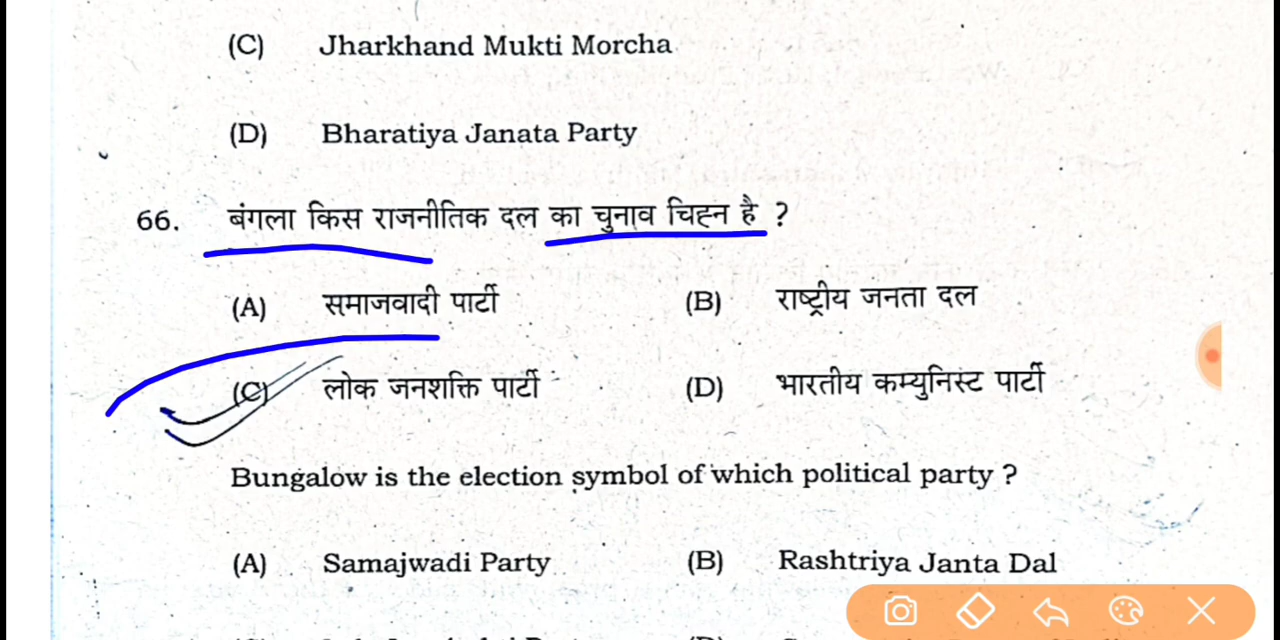 (C) Jharkhand Mukti Morcha
(D) Bharatiya Janata Party
66. बंगला किस राजनीतिक दल का चुनाव चिह्न है ?
(A) समाजवादी पार्टी (B) राष्ट्रीय जनता दल
(C) लोक जनशक्ति पार्टी (D) भारतीय कम्युनिस्ट पार्टी
Bungalow is the election symbol of which political party ?
(A) Samajwadi Party (B) Rashtriya Janta Dal